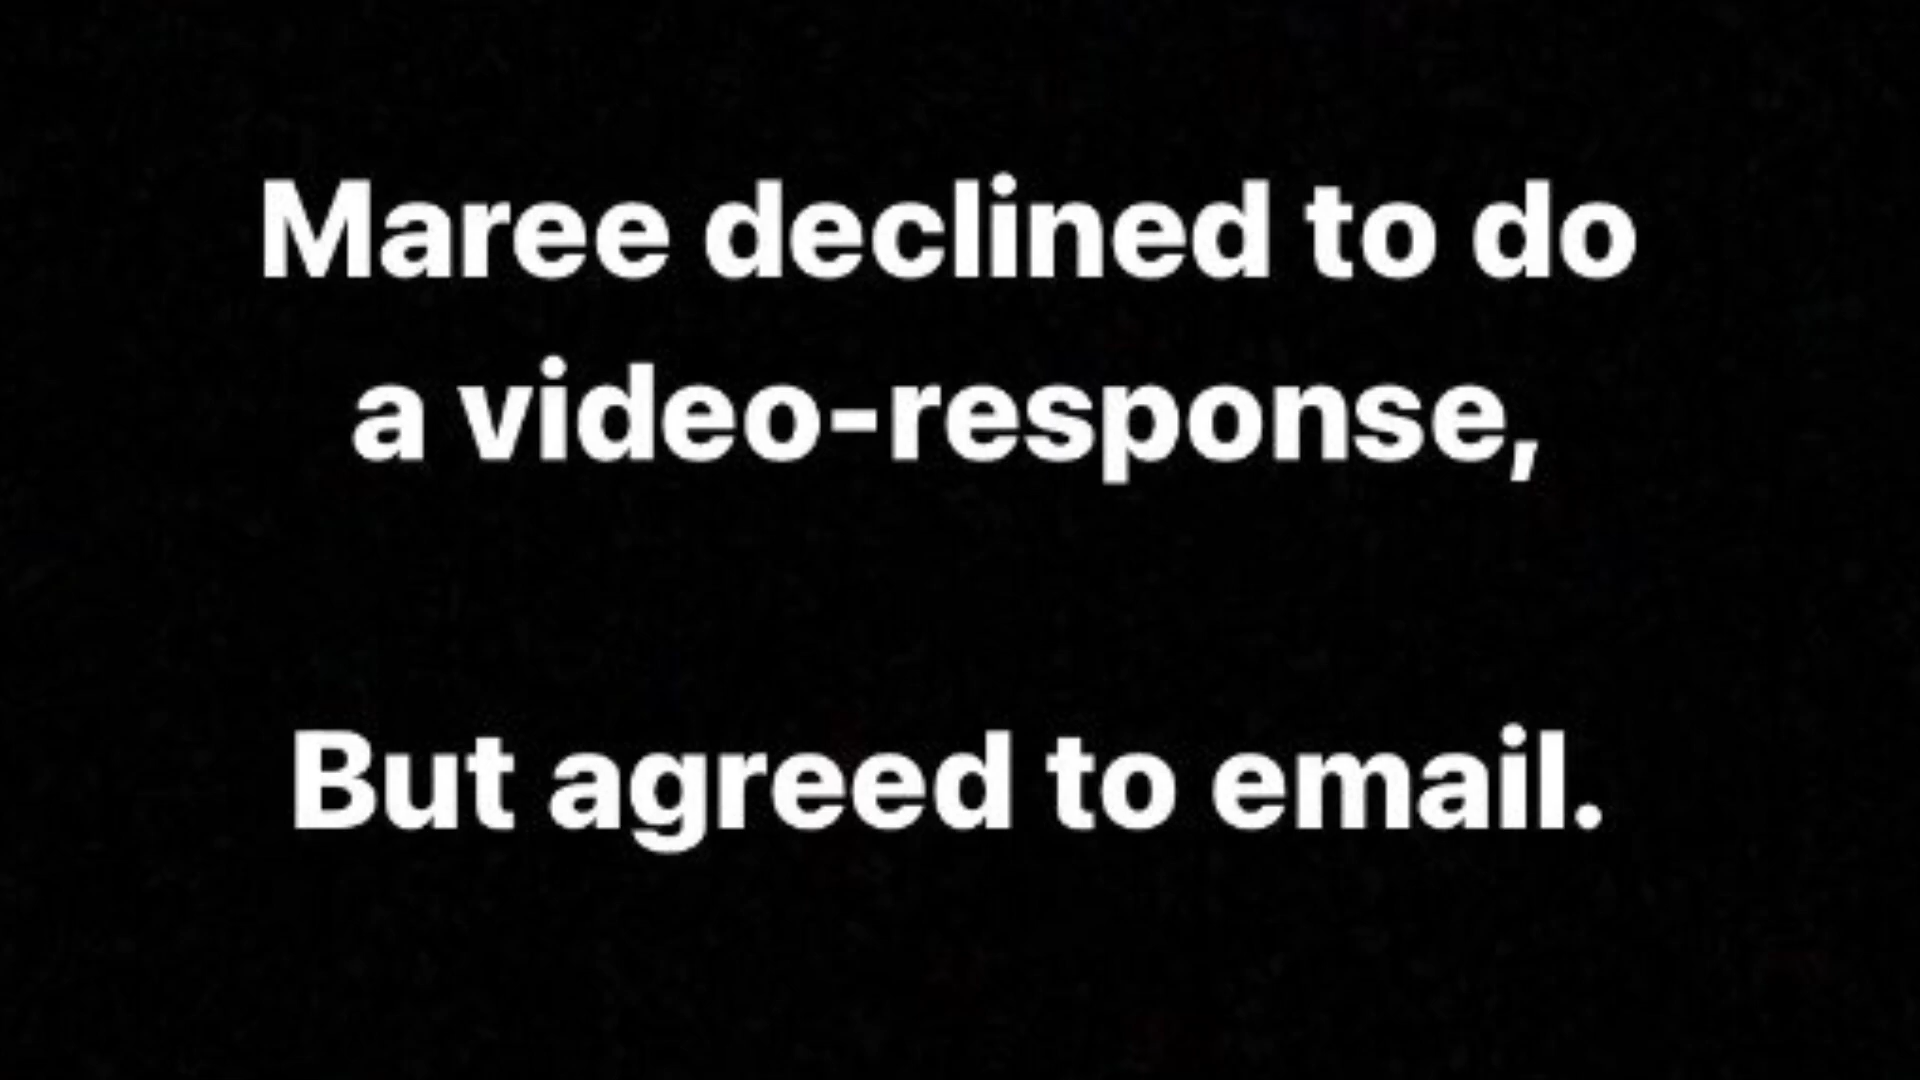 Maree declined to do
a video-response,
But agreed to email.